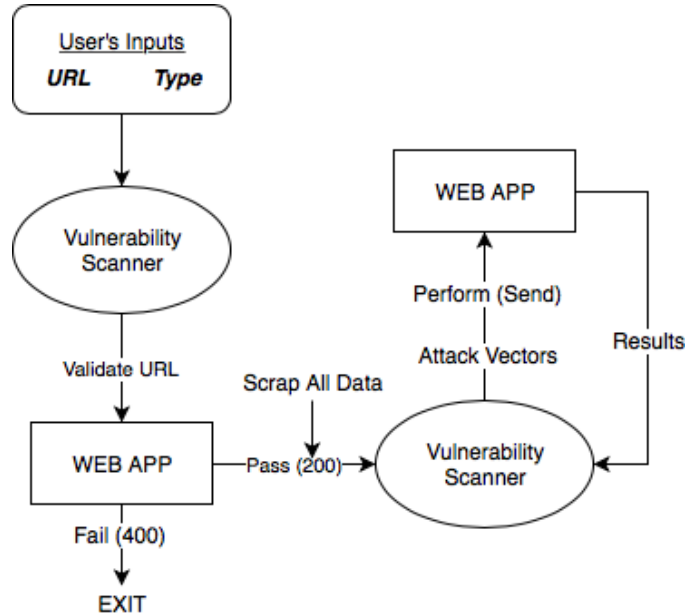 User's Inputs
URL Type
Vulnerability
Scanner
Validate URL
WEB APP
Fail (400)
EXIT
Scrap All Data
Pass (200)
WEB APP
Perform (Send)
Attack Vectors
Results
Vulnerability
Scanner